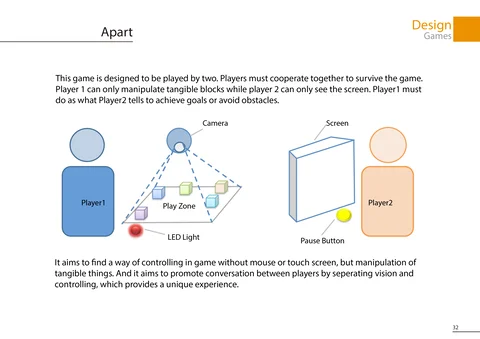 Apart
Design
Games
This game is designed to be played by two. Players must cooperate together to survive the game.
Player 1 can only manipulate tangible blocks while player 2 can only see the screen. Player1 must
do as what Player2 tells to achieve goals or avoid obstacles.
Camera
Screen
Player1
Play Zone
Player2
LED Light
Pause Button
It aims to find a way of controlling in game without mouse or touch screen, but manipulation of
tangible things. And it aims to promote conversation between players by seperating vision and
controlling, which provides a unique experience.
32